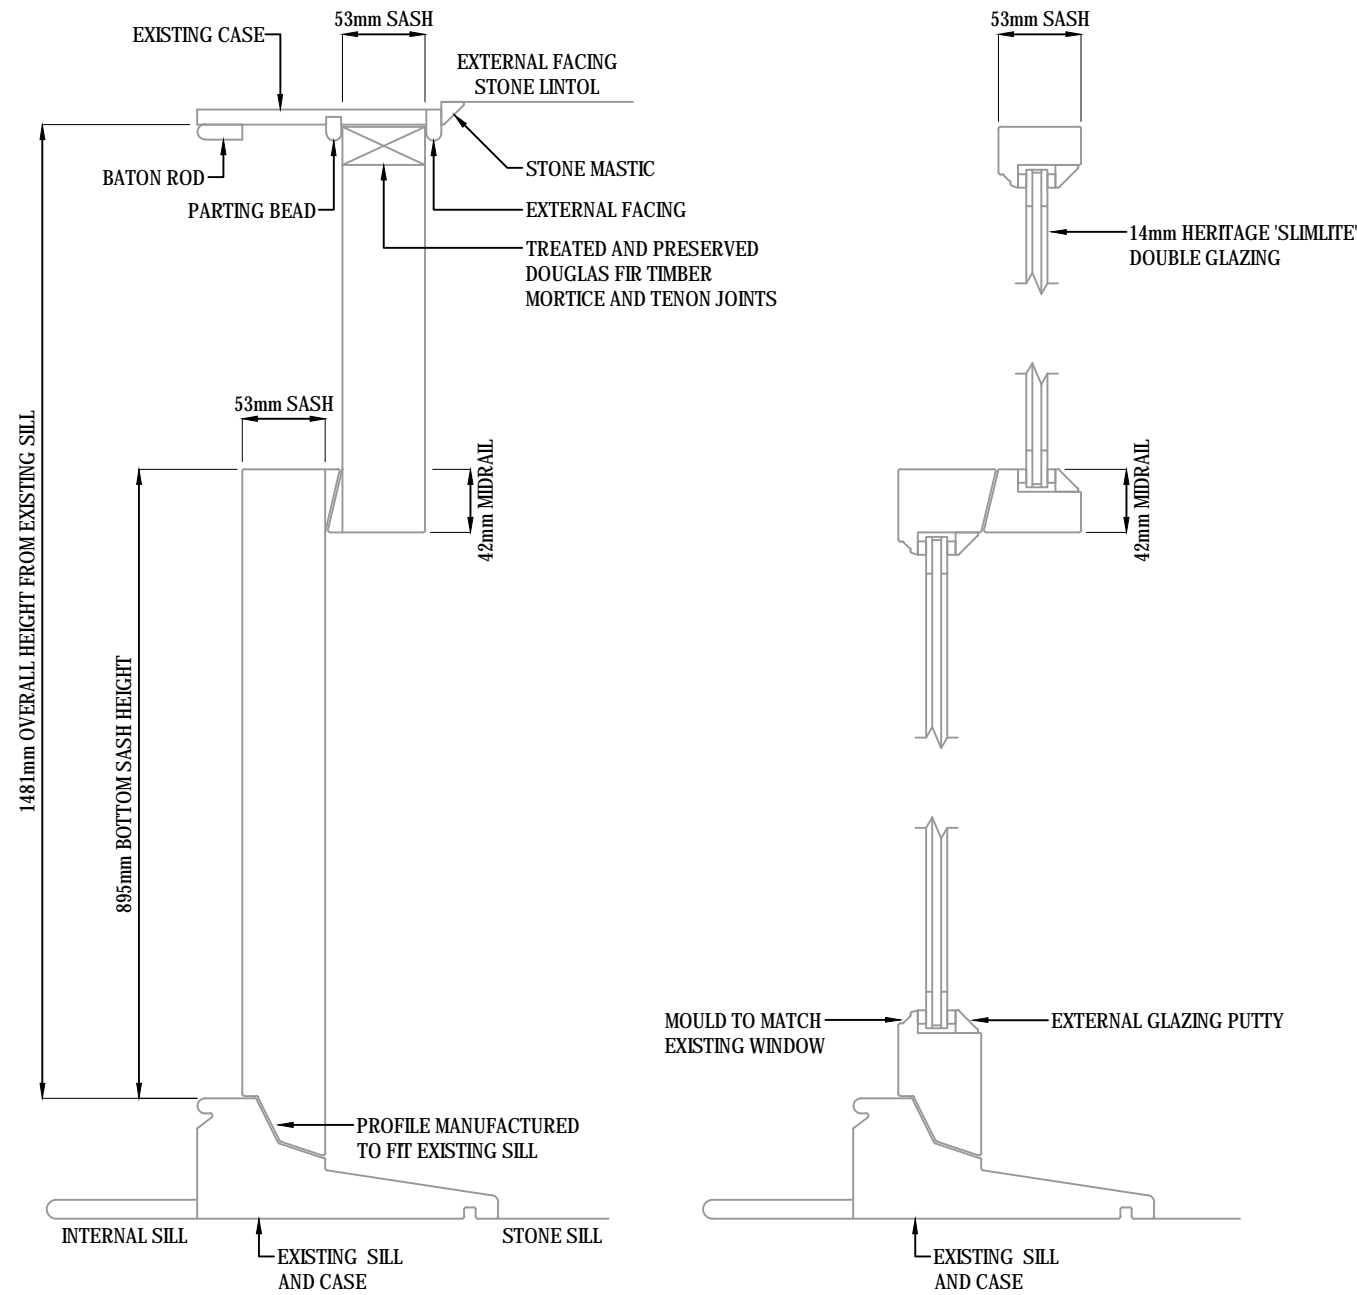 53mm SASH
EXISTING CASE
EXTERNAL FACING
STONE LINTOL
BATON ROD
PARTING BEAD
STONE MASTIC
EXTERNAL FACING
TREATED AND PRESERVED
DOUGLAS FIR TIMBER
MORTICE AND TENON JOINTS
53mm SASH
42mm MIDRAIL
1481mm OVERALL HEIGHT FROM EXISTING SILL
895mm BOTTOM SASH HEIGHT
PROFILE MANUFACTURED
TO FIT EXISTING SILL
INTERNAL SILL
STONE SILL
EXISTING SILL
AND CASE
53mm SASH
14mm HERITAGE 'SLIMLITE'
DOUBLE GLAZING
42mm MIDRAIL
MOULD TO MATCH
EXISTING WINDOW
EXTERNAL GLAZING PUTTY
EXISTING SILL
AND CASE